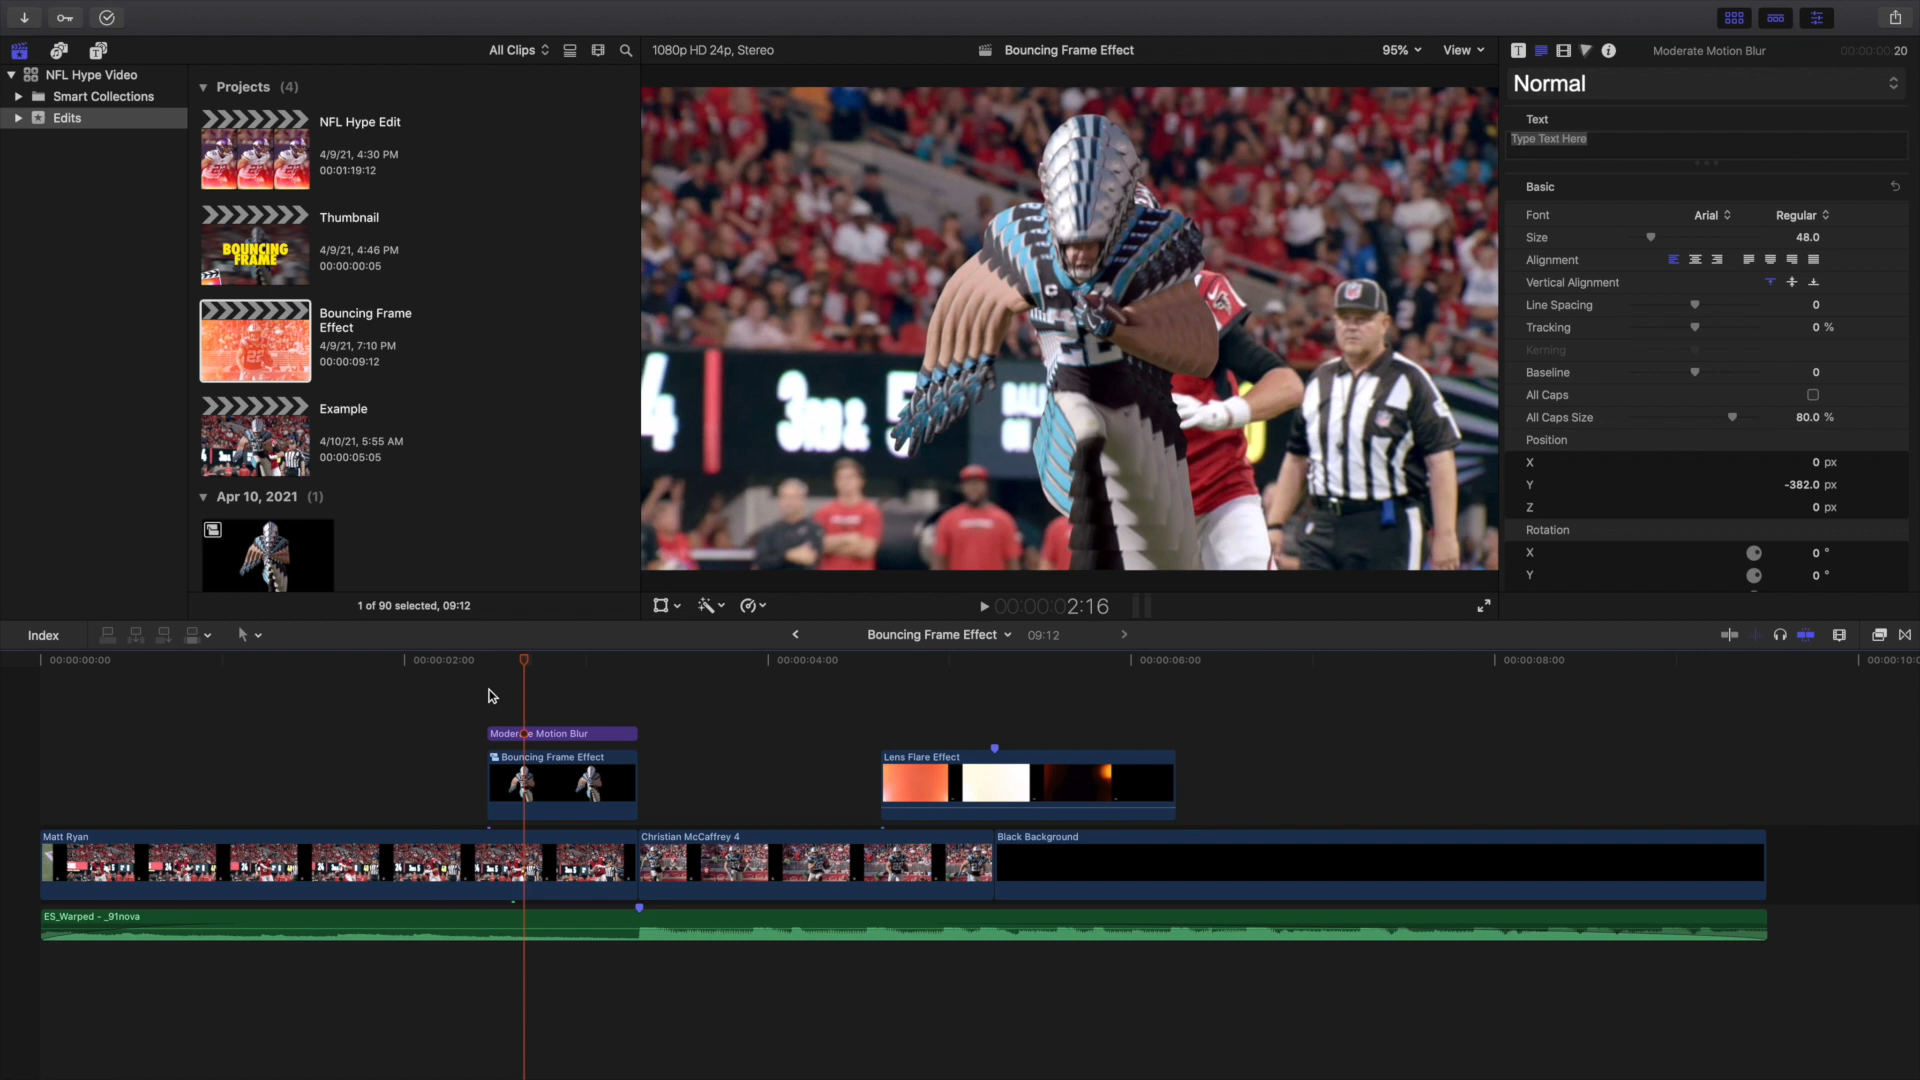 All Clips
1080p HD 24p, Stereo
Bouncing Frame Effect
95%
View
Moderate Motion Blur
00:00:00:00 20
NFL Hype Video
Smart Collections
Edits
Projects (4)
NFL Hype Edit
4/9/21, 4:30 PM
00:01:19:12
Thumbnail
4/9/21, 4:46 PM
00:00:00:05
BOUNCING
FRAME
Bouncing Frame
Effect
4/9/21, 7:10 PM
00:00:09:12
Example
4/10/21, 5:55 AM
00:00:05:05
Apr 10, 2021 (1)
1 of 90 selected, 09:12
4
3rd &
22
Normal
Text
Type Text Here
Basic
Font Arial Regular
Size 48.0
Alignment
Vertical Alignment
Line Spacing 0
Tracking 0 %
Kerning
Baseline 0
All Caps
All Caps Size 80.0 %
Position
X 0 px
Y -382.0 px
Z 0 px
Rotation
X 0 °
Y 0 °
00:00:00:02:16
Index
Bouncing Frame Effect 09:12
00:00:00:00
00:00:02:00
00:00:04:00
00:00:06:00
00:00:08:00
Moderate Motion Blur
Bouncing Frame Effect
Lens Flare Effect
Matt Ryan
Christian McCaffrey 4
Black Background
ES_Warped - _91nova